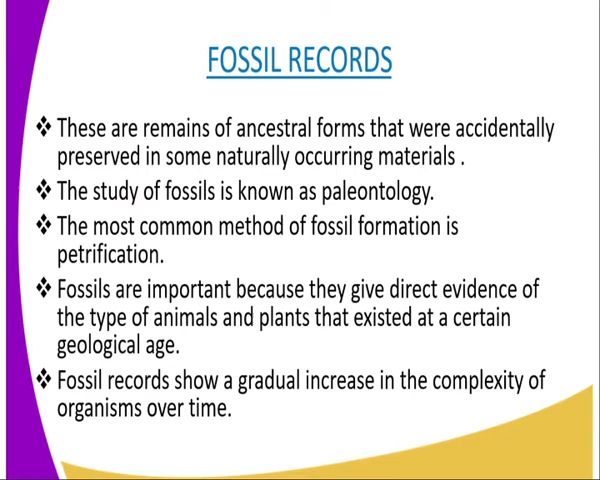 FOSSIL RECORDS
❖ These are remains of ancestral forms that were accidentally
preserved in some naturally occurring materials .
❖ The study of fossils is known as paleontology.
❖ The most common method of fossil formation is
petrification.
❖ Fossils are important because they give direct evidence of
the type of animals and plants that existed at a certain
geological age.
❖ Fossil records show a gradual increase in the complexity of
organisms over time.